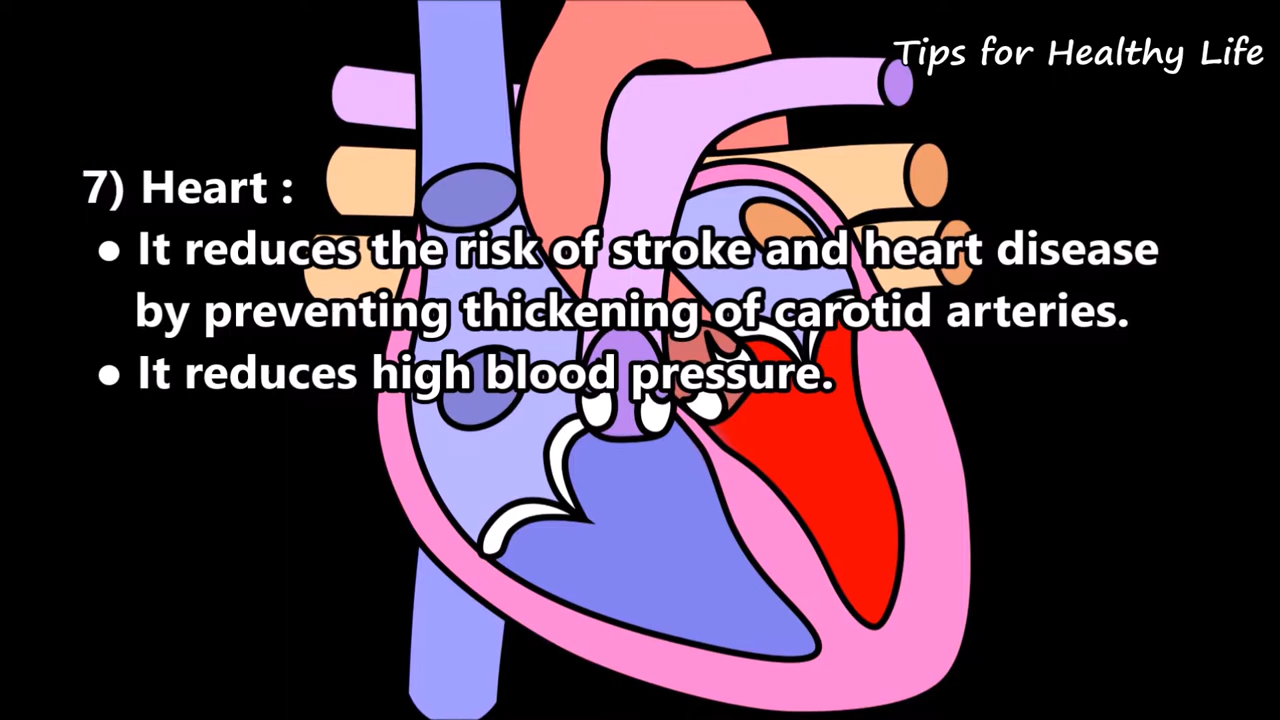 Tips for Healthy Life
7) Heart :
● It reduces the risk of stroke and heart disease
by preventing thickening of carotid arteries.
● It reduces high blood pressure.